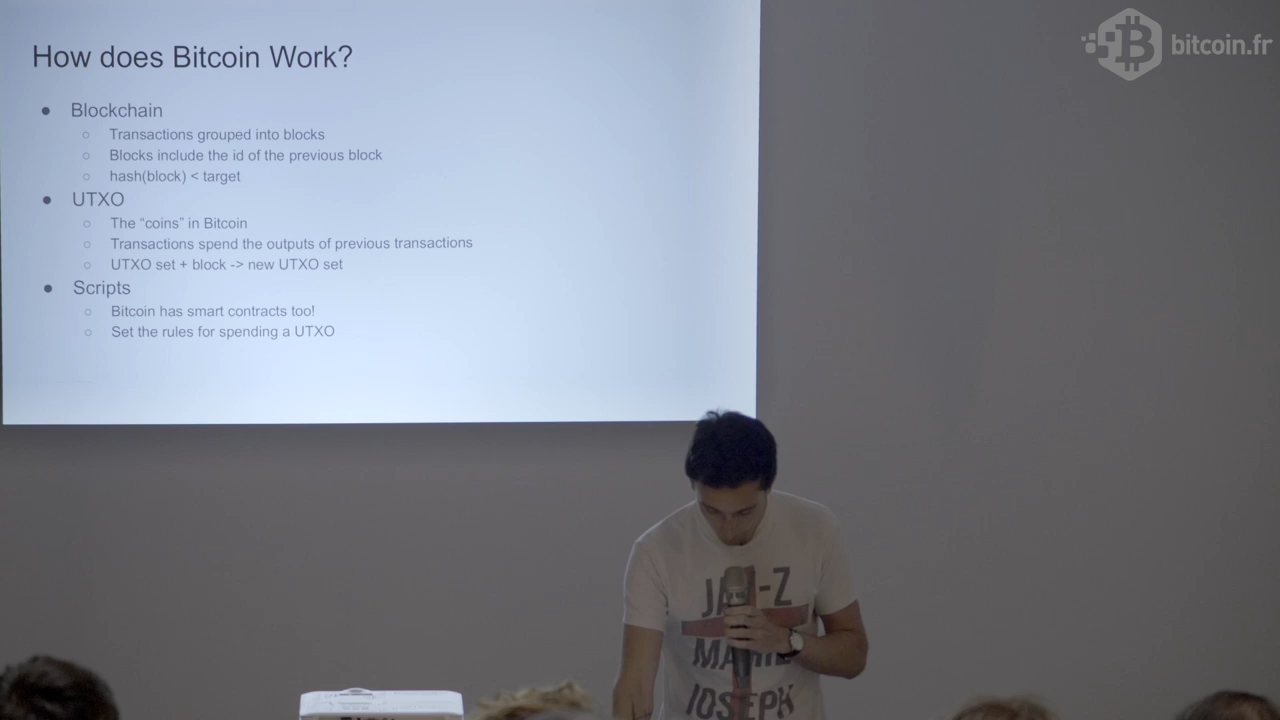 How does Bitcoin Work?
● Blockchain
○ Transactions grouped into blocks
○ Blocks include the id of the previous block
○ hash(block) < target
● UTXO
○ The “coins” in Bitcoin
○ Transactions spend the outputs of previous transactions
○ UTXO set + block -> new UTXO set
● Scripts
○ Bitcoin has smart contracts too!
○ Set the rules for spending a UTXO
bitcoin.fr
JOSEPH